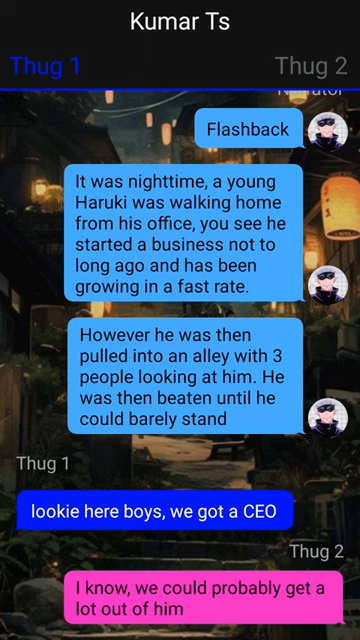 Kumar Ts
Thug 1
Thug 2
Narrator
Flashback
It was nighttime, a young
Haruki was walking home
from his office, you see he
started a business not to
long ago and has been
growing in a fast rate.
However he was then
pulled into an alley with 3
people looking at him. He
was then beaten until he
could barely stand
Thug 1
lookie here boys, we got a CEO
Thug 2
I know, we could probably get a
lot out of him